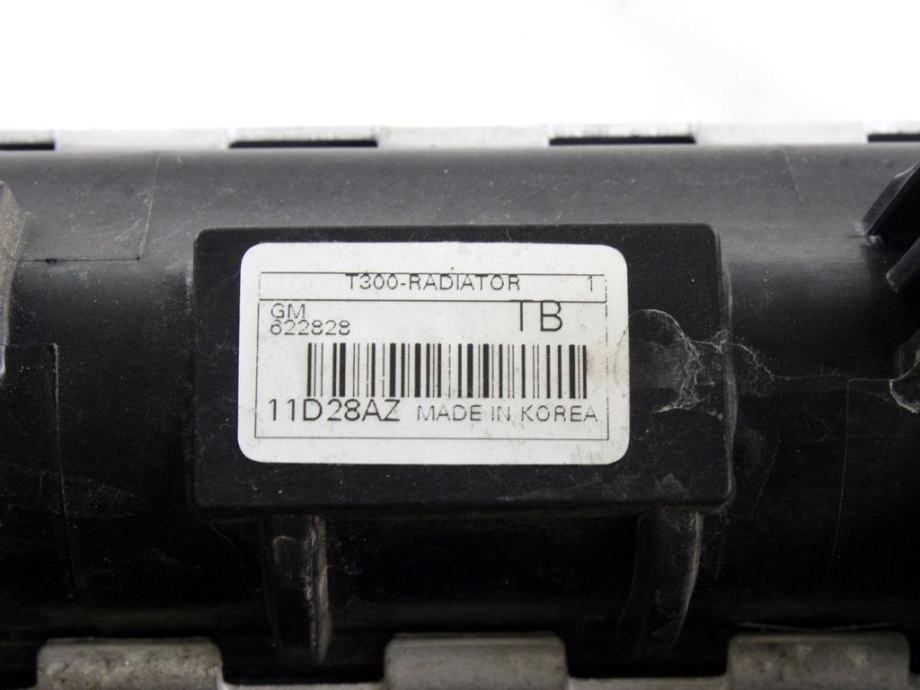 T300-RADIATOR 1
GM TB
622828
11D28AZ MADE IN KOREA